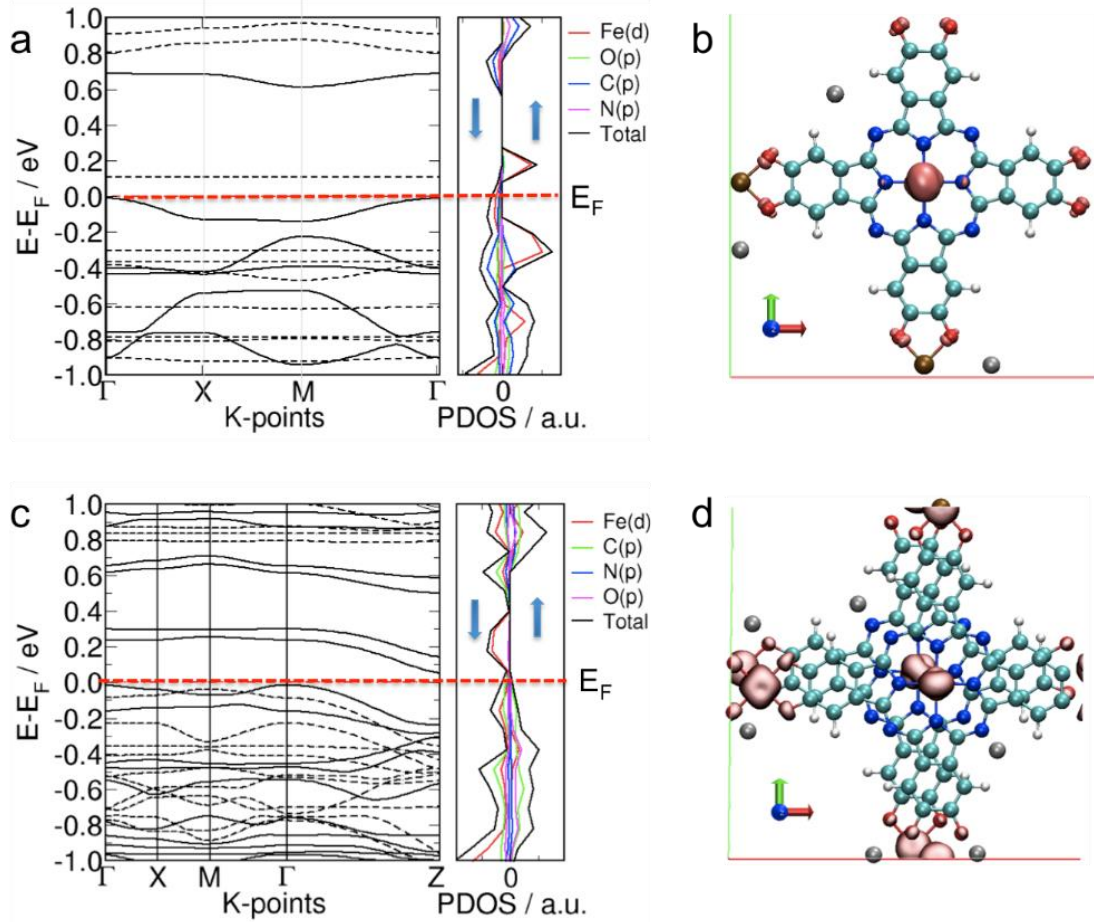 a
E-E_F / eV
1.0
0.8
0.6
0.4
0.2
0.0
-0.2
-0.4
-0.6
-0.8
-1.0
Γ X M Γ
K-points
0
PDOS / a.u.
Fe(d)
O(p)
C(p)
N(p)
Total
E_F
b
c
E-E_F / eV
1.0
0.8
0.6
0.4
0.2
0.0
-0.2
-0.4
-0.6
-0.8
-1.0
Γ X M Γ Z
K-points
0
PDOS / a.u.
Fe(d)
C(p)
N(p)
O(p)
Total
E_F
d